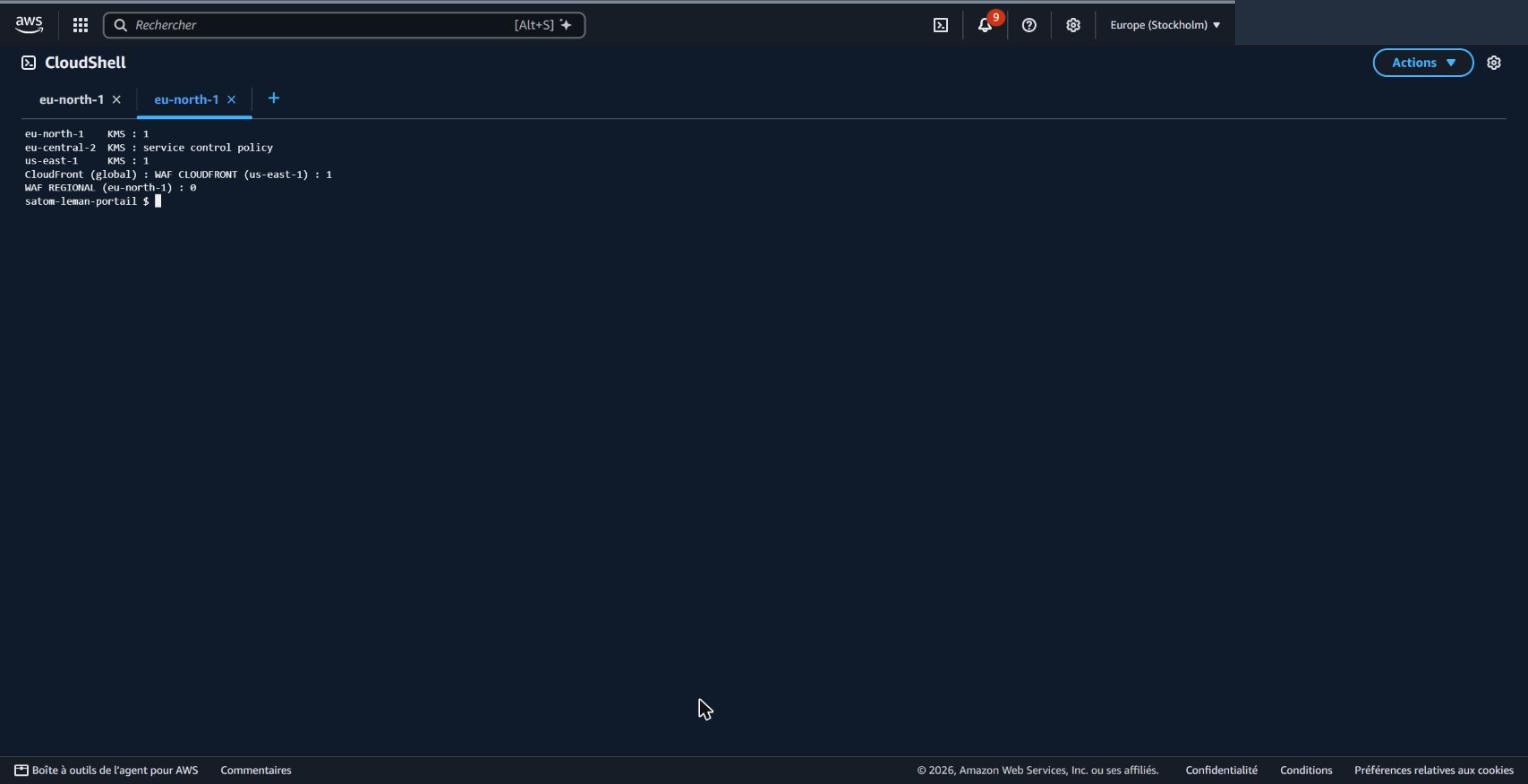 aws
Rechercher [Alt+S]
9
Europe (Stockholm) ▼
CloudShell
Actions ▼
eu-north-1 ×
eu-north-1 ×
+
eu-north-1    KMS : 1
eu-central-2  KMS : service control policy
us-east-1     KMS : 1
CloudFront (global) : WAF CLOUDFRONT (us-east-1) : 1
WAF REGIONAL (eu-north-1) : 0
satom-leman-portail $
Boîte à outils de l'agent pour AWS
Commentaires
© 2026, Amazon Web Services, Inc. ou ses affiliés.
Confidentialité
Conditions
Préférences relatives aux cookies